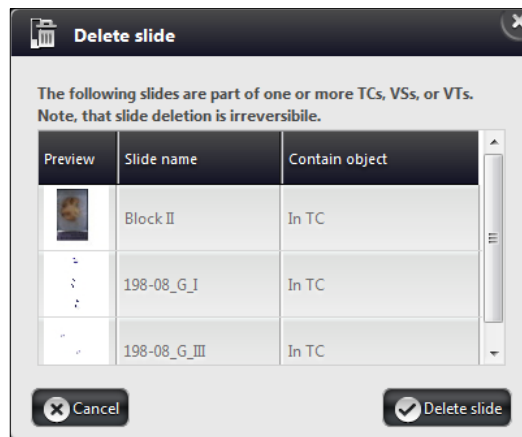 Delete slide
The following slides are part of one or more TCs, VSs, or VTs.
Note, that slide deletion is irreversibile.
Preview Slide name Contain object
Block II In TC
198-08_G_I In TC
198-08_G_III In TC
Cancel Delete slide